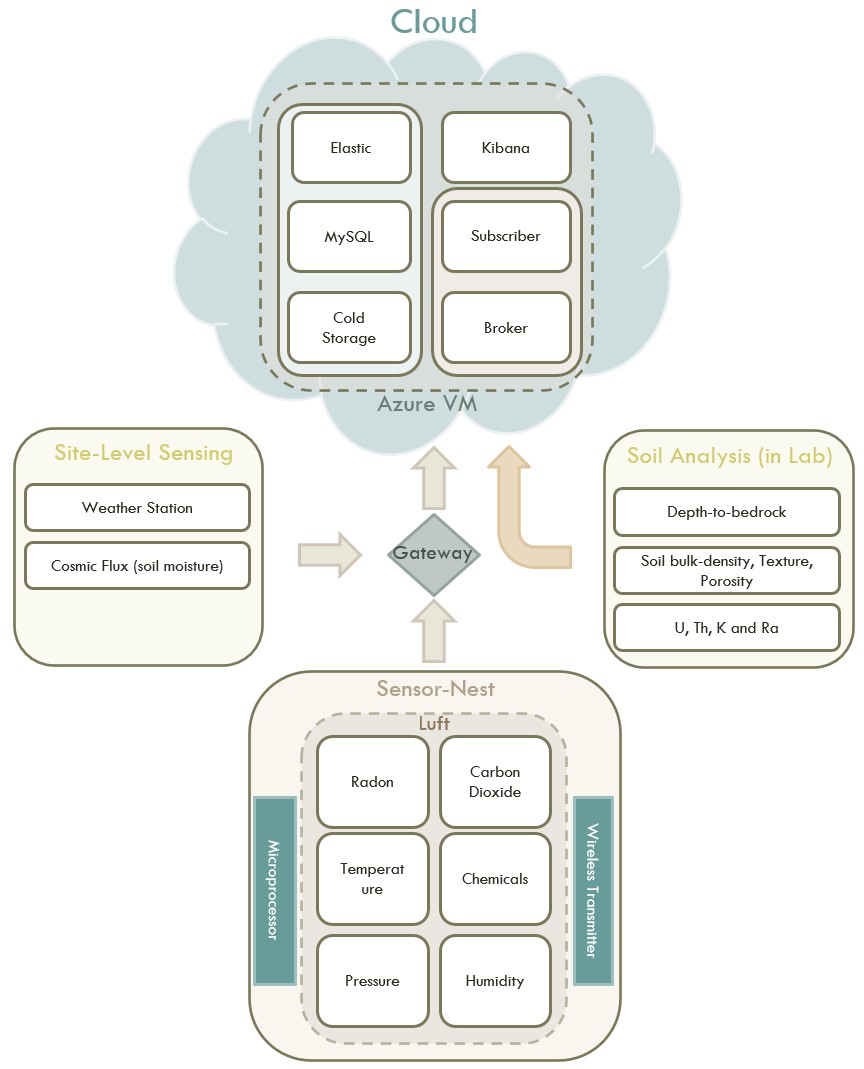 Cloud
Elastic
Kibana
MySQL
Subscriber
Cold
Storage
Broker
Azure VM
Site-Level Sensing
Weather Station
Cosmic Flux (soil moisture)
Gateway
Soil Analysis (in Lab)
Depth-to-bedrock
Soil bulk-density, Texture,
Porosity
U, Th, K and Ra
Sensor-Nest
Luft
Radon
Carbon
Dioxide
Microprocessor
Temperat
ure
Chemicals
Wireless Transmitter
Pressure
Humidity